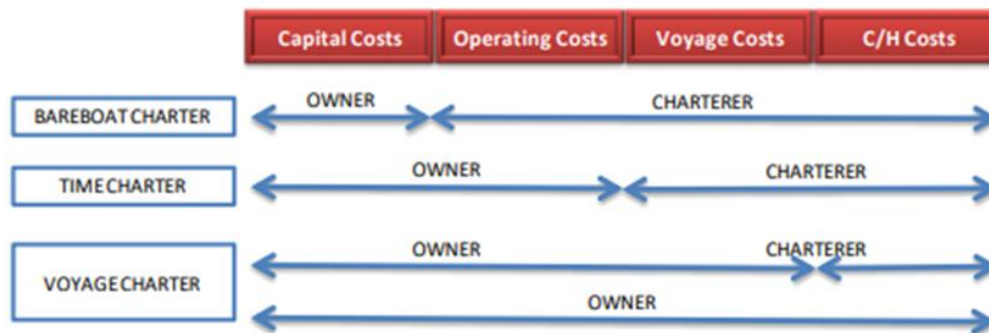 Capital Costs Operating Costs Voyage Costs C/H Costs
BAREBOAT CHARTER OWNER CHARTERER
TIME CHARTER OWNER CHARTERER
VOYAGE CHARTER OWNER CHARTERER
OWNER